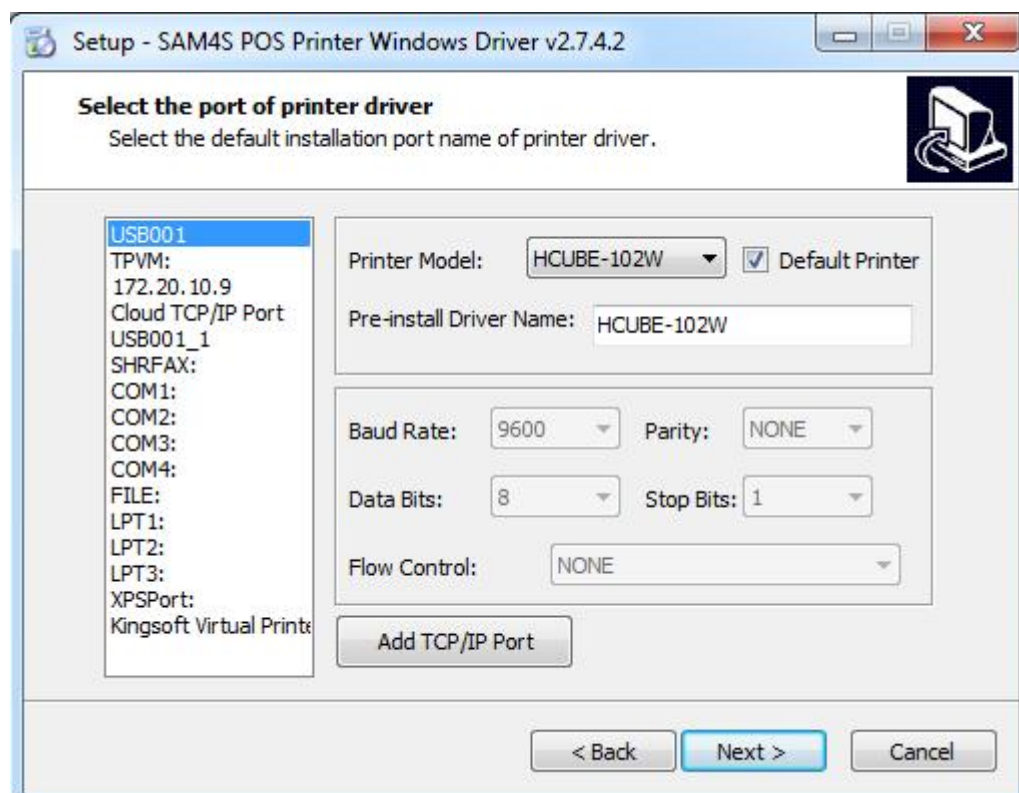 Setup - SAM4S POS Printer Windows Driver v2.7.4.2
Select the port of printer driver
Select the default installation port name of printer driver.
USB001
TPVM:
172.20.10.9
Cloud TCP/IP Port
USB001_1
SHRFAX:
COM1:
COM2:
COM3:
COM4:
FILE:
LPT1:
LPT2:
LPT3:
XPSPort:
Kingsoft Virtual Printe
Printer Model: HCUBE-102W Default Printer
Pre-install Driver Name: HCUBE-102W
Baud Rate: 9600 Parity: NONE
Data Bits: 8 Stop Bits: 1
Flow Control: NONE
Add TCP/IP Port
< Back Next > Cancel